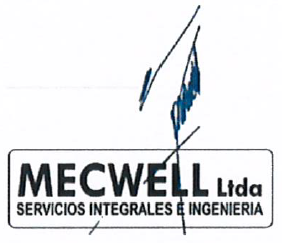 MECWELL Ltda
SERVICIOS INTEGRALES E INGENIERIA